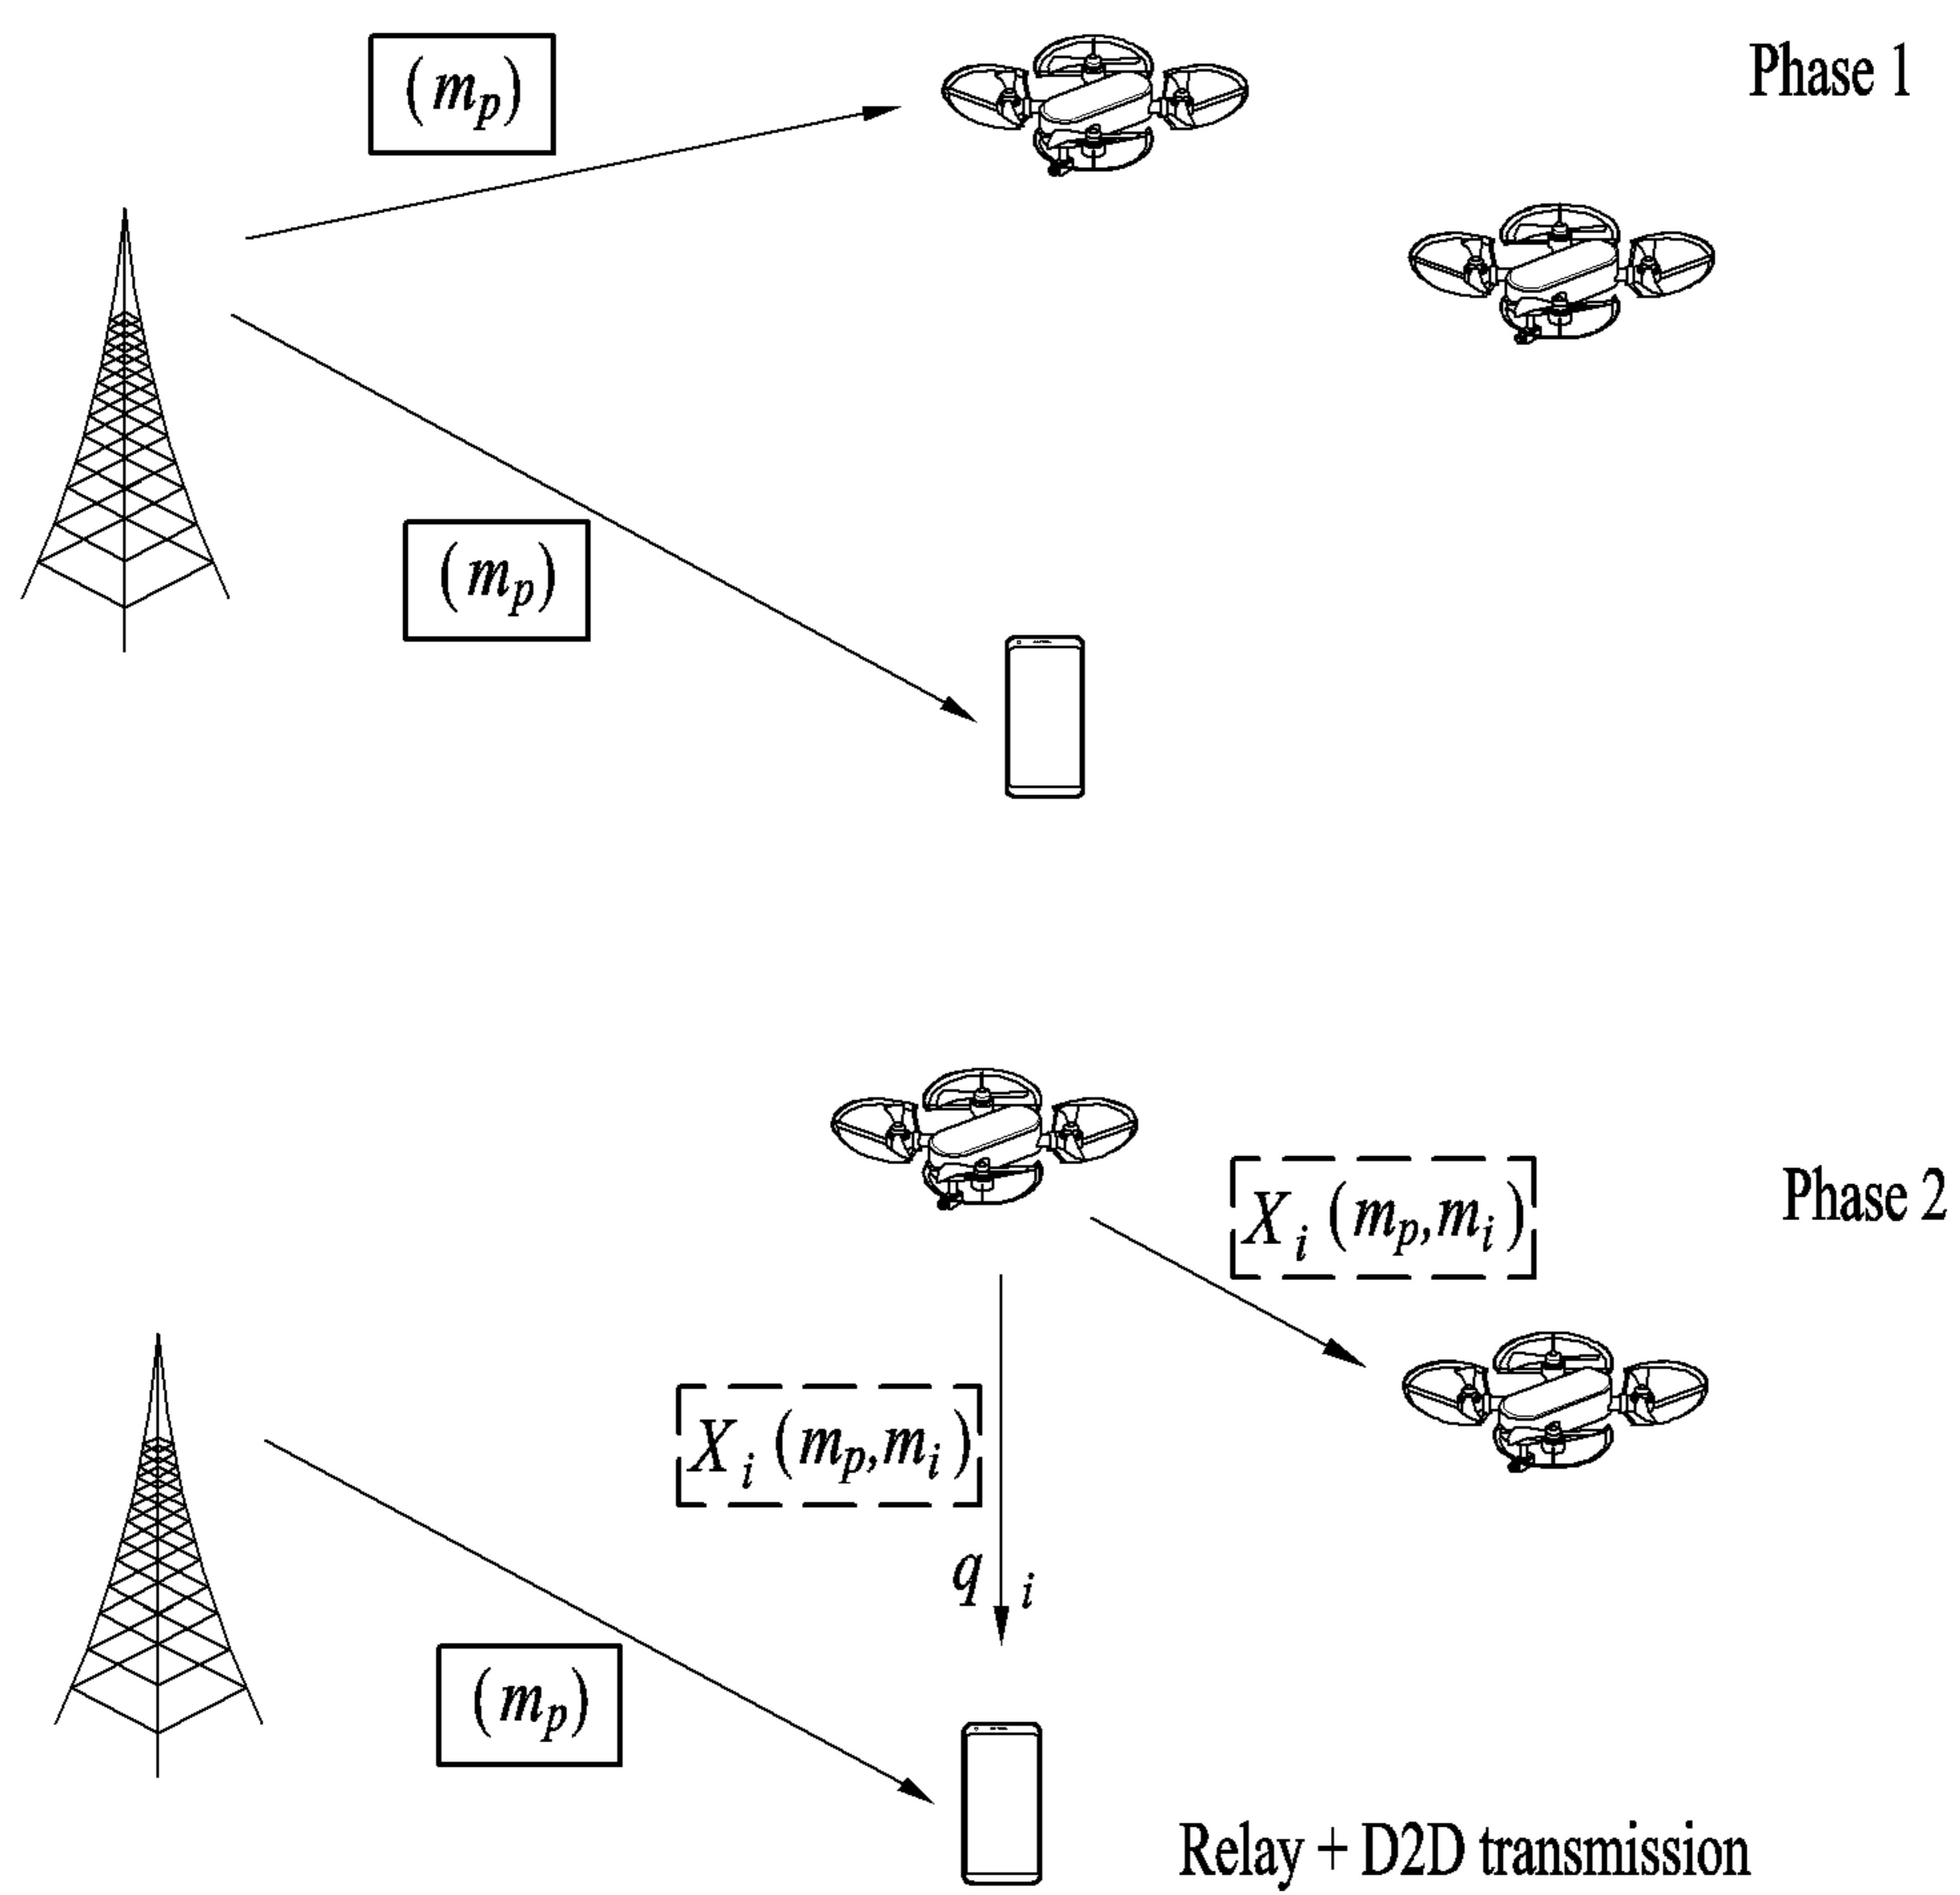 (m_p)
Phase 1
(m_p)
X_i (m_p,m_i)
Phase 2
X_i (m_p,m_i)
q_i
(m_p)
Relay + D2D transmission